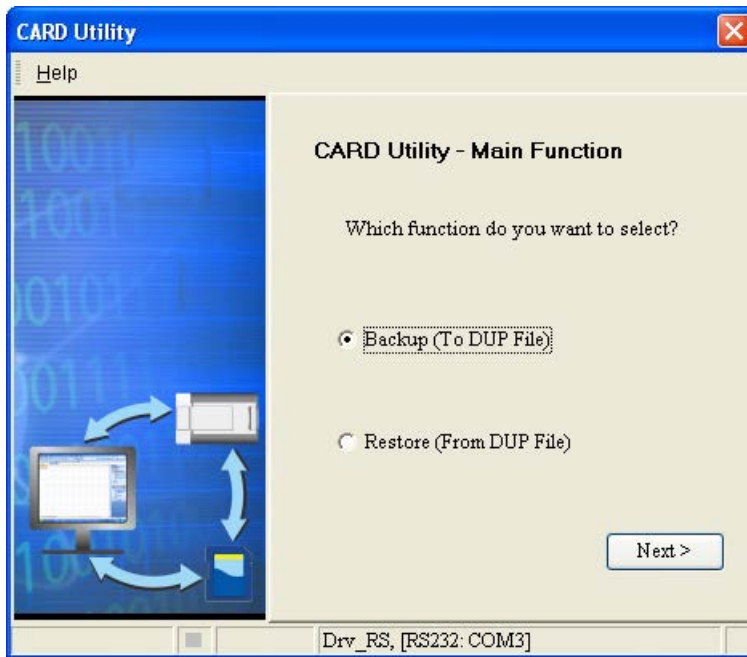 CARD Utility
Help
CARD Utility - Main Function
Which function do you want to select?
Backup (To DUP File)
Restore (From DUP File)
Next >
Drv_RS, [RS232: COM3]